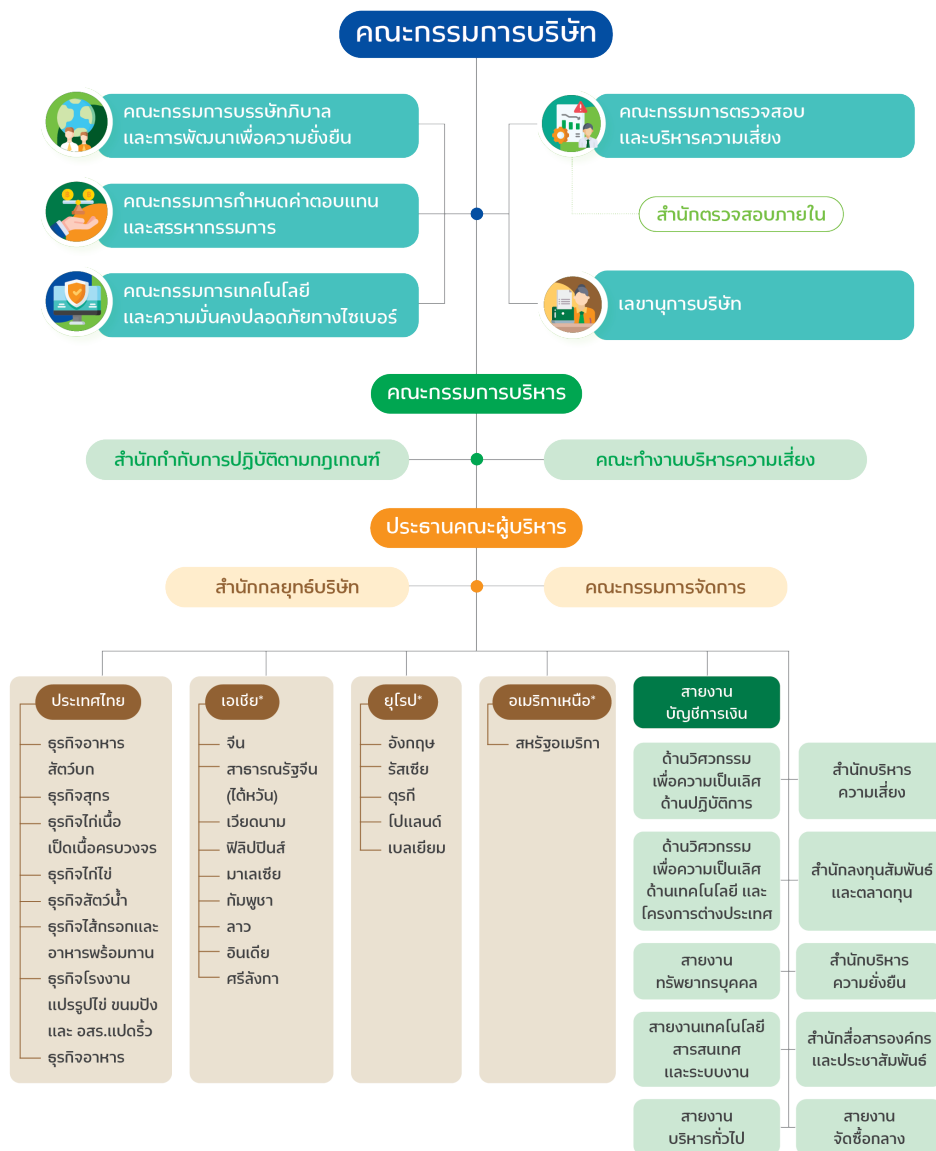 คณะกรรมการบริษัท
คณะกรรมการบรรษัทภิบาล
และการพัฒนาเพื่อความยั่งยืน
คณะกรรมการตรวจสอบ
และบริหารความเสี่ยง
คณะกรรมการกำหนดค่าตอบแทน
และสรรหากรรมการ
สำนักตรวจสอบภายใน
คณะกรรมการเทคโนโลยี
และความมั่นคงปลอดภัยทางไซเบอร์
เลขานุการบริษัท
คณะกรรมการบริหาร
สำนักกำกับการปฏิบัติตามกฎเกณฑ์
คณะทำงานบริหารความเสี่ยง
ประธานคณะผู้บริหาร
สำนักกลยุทธ์บริษัท
คณะกรรมการจัดการ
ประเทศไทย
ธุรกิจอาหาร
สัตว์บก
ธุรกิจสุกร
ธุรกิจไก่เนื้อ
เป็ดเนื้อครบวงจร
ธุรกิจไก่ไข่
ธุรกิจสัตว์น้ำ
ธุรกิจไส้กรอกและ
อาหารพร้อมทาน
ธุรกิจโรงงาน
แปรรูปไข่ ขนมปัง
และ อสร.แปดริ้ว
ธุรกิจอาหาร
เอเชีย*
จีน
สาธารณรัฐจีน
(ไต้หวัน)
เวียดนาม
ฟิลิปปินส์
มาเลเซีย
กัมพูชา
ลาว
อินเดีย
ศรีลังกา
ยุโรป*
อังกฤษ
รัสเซีย
ตุรกี
โปแลนด์
เบลเยียม
อเมริกาเหนือ*
สหรัฐอเมริกา
สายงาน
บัญชีการเงิน
ด้านวิศวกรรม
เพื่อความเป็นเลิศ
ด้านปฏิบัติการ
สำนักบริหาร
ความเสี่ยง
ด้านวิศวกรรม
เพื่อความเป็นเลิศ
ด้านเทคโนโลยี และ
โครงการต่างประเทศ
สำนักลงทุนสัมพันธ์
และตลาดทุน
สายงาน
ทรัพยากรบุคคล
สำนักบริหาร
ความยั่งยืน
สายงานเทคโนโลยี
สารสนเทศ
และระบบงาน
สำนักสื่อสารองค์กร
และประชาสัมพันธ์
สายงาน
บริหารทั่วไป
สายงาน
จัดซื้อกลาง